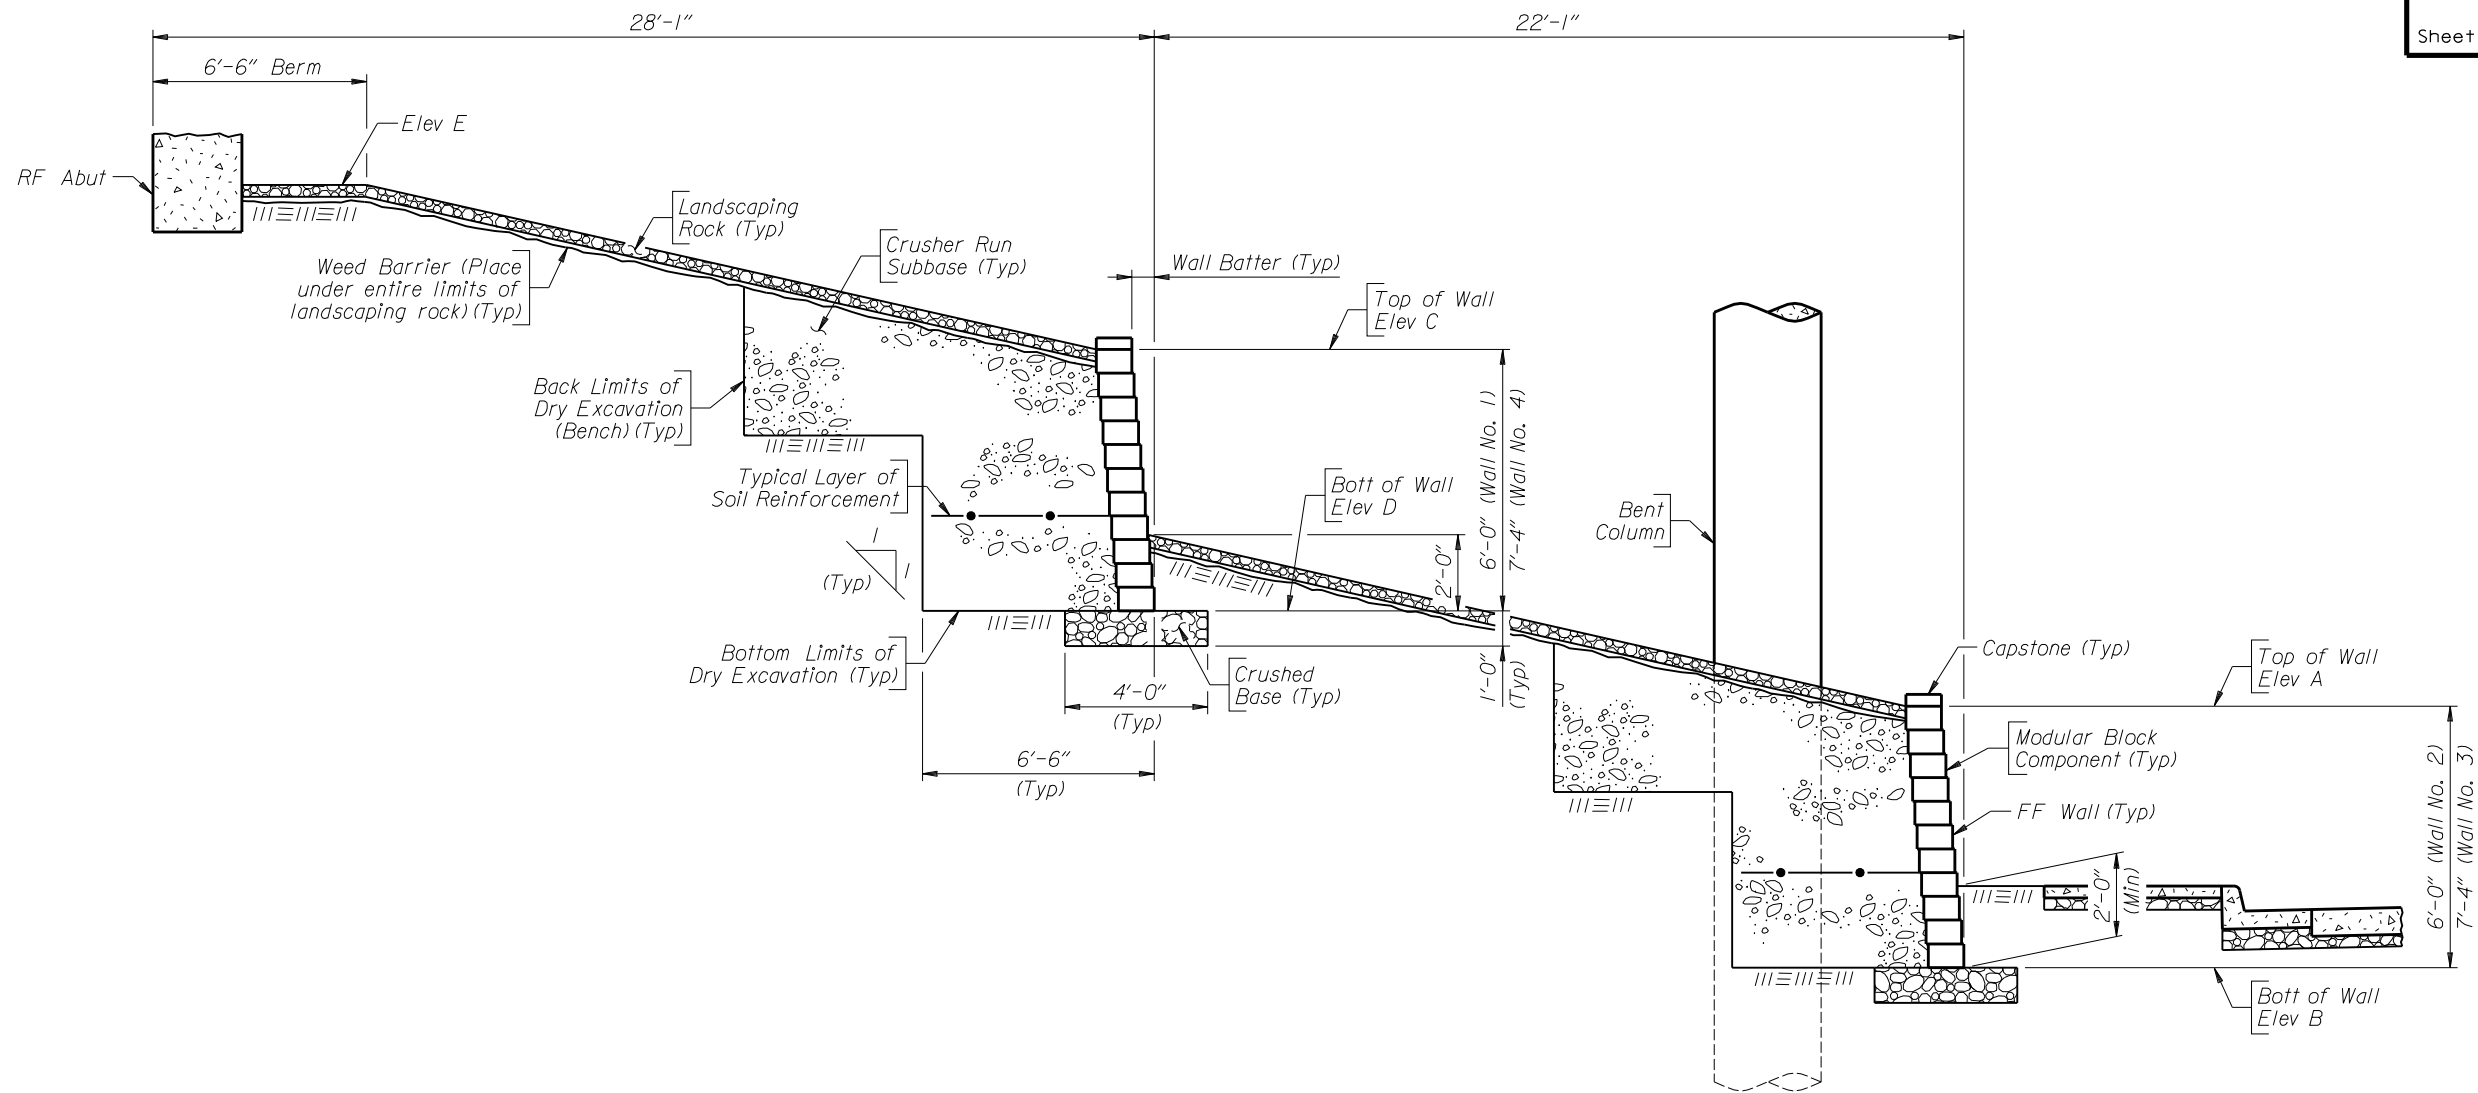 28'-1"
22'-1"
Sheet
6'-6" Berm
Elev E
RF Abut
Landscaping
Rock (Typ)
Crusher Run
Subbase (Typ)
Weed Barrier (Place
under entire limits of
landscaping rock) (Typ)
Wall Batter (Typ)
Top of Wall
Elev C
Back Limits of
Dry Excavation
(Bench) (Typ)
6'-0" (Wall No. 1)
7'-4" (Wall No. 4)
Typical Layer of
Soil Reinforcement
Bott of Wall
Elev D
Bent
Column
1
1
(Typ)
2'-0"
Bottom Limits of
Dry Excavation (Typ)
Crushed
Base (Typ)
4'-0"
(Typ)
1'-0"
(Typ)
Capstone (Typ)
Top of Wall
Elev A
6'-6"
(Typ)
Modular Block
Component (Typ)
FF Wall (Typ)
6'-0" (Wall No. 2)
7'-4" (Wall No. 3)
2'-0"
(Min)
Bott of Wall
Elev B